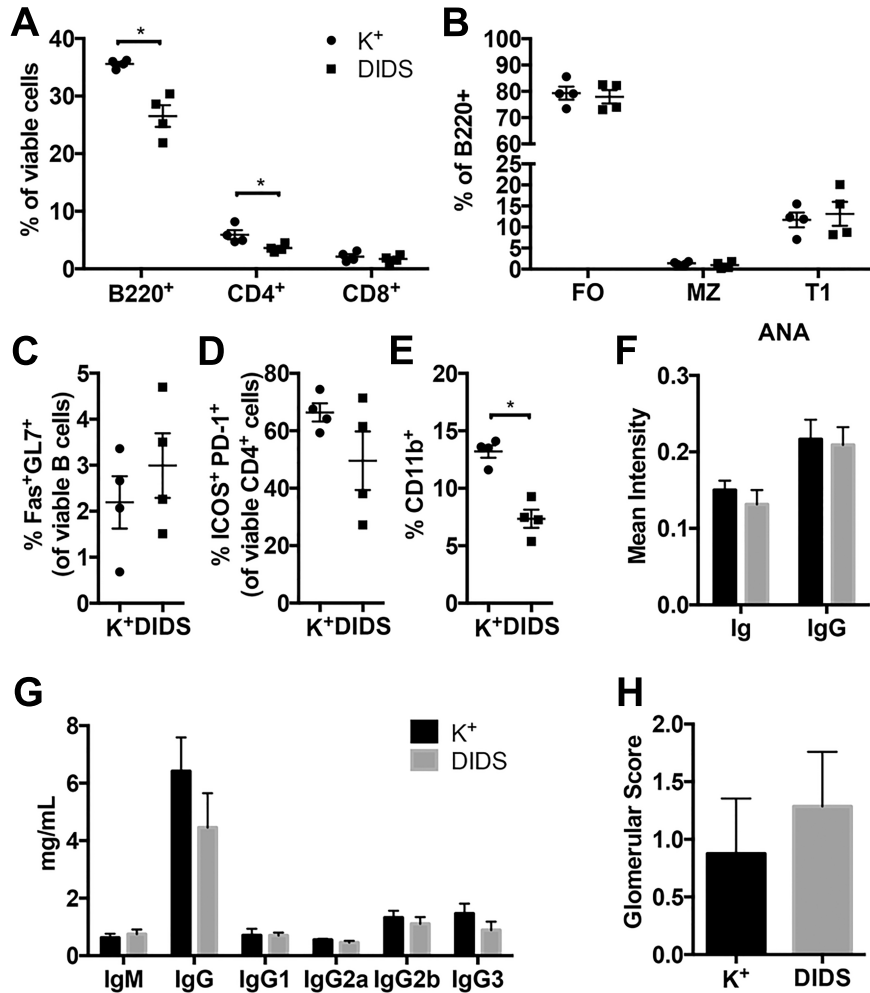 A
% of viable cells
40
30
20
10
0
*
*
K+
DIDS
B220+ CD4+ CD8+
B
% of B220+
100
90
80
70
60
25
20
15
10
5
0
FO MZ T1
C
% Fas+GL7+
(of viable B cells)
5
4
3
2
1
0
K+DIDS
D
% ICOS+ PD-1+
(of viable CD4+ cells)
80
60
40
20
0
K+DIDS
E
% CD11b+
20
15
10
5
0
*
K+DIDS
F
ANA
Mean Intensity
0.3
0.2
0.1
0.0
Ig IgG
G
mg/mL
8
6
4
2
0
K+
DIDS
IgM IgG IgG1 IgG2a IgG2b IgG3
H
Glomerular Score
2.0
1.5
1.0
0.5
0.0
K+ DIDS